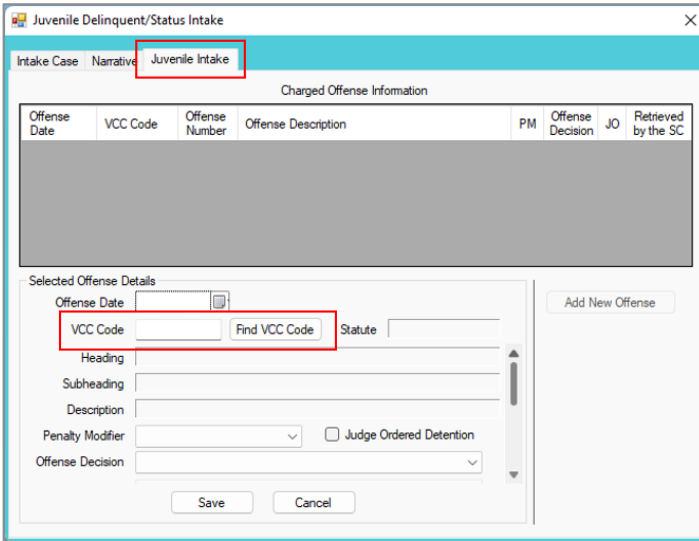 Juvenile Delinquent/Status Intake
Intake Case Narrative Juvenile Intake
Charged Offense Information
Offense Date VCC Code Offense Number Offense Description PM Offense Decision JO Retrieved by the SC
Selected Offense Details
Offense Date
Add New Offense
VCC Code Find VCC Code Statute
Heading
Subheading
Description
Penalty Modifier Judge Ordered Detention
Offense Decision
Save Cancel